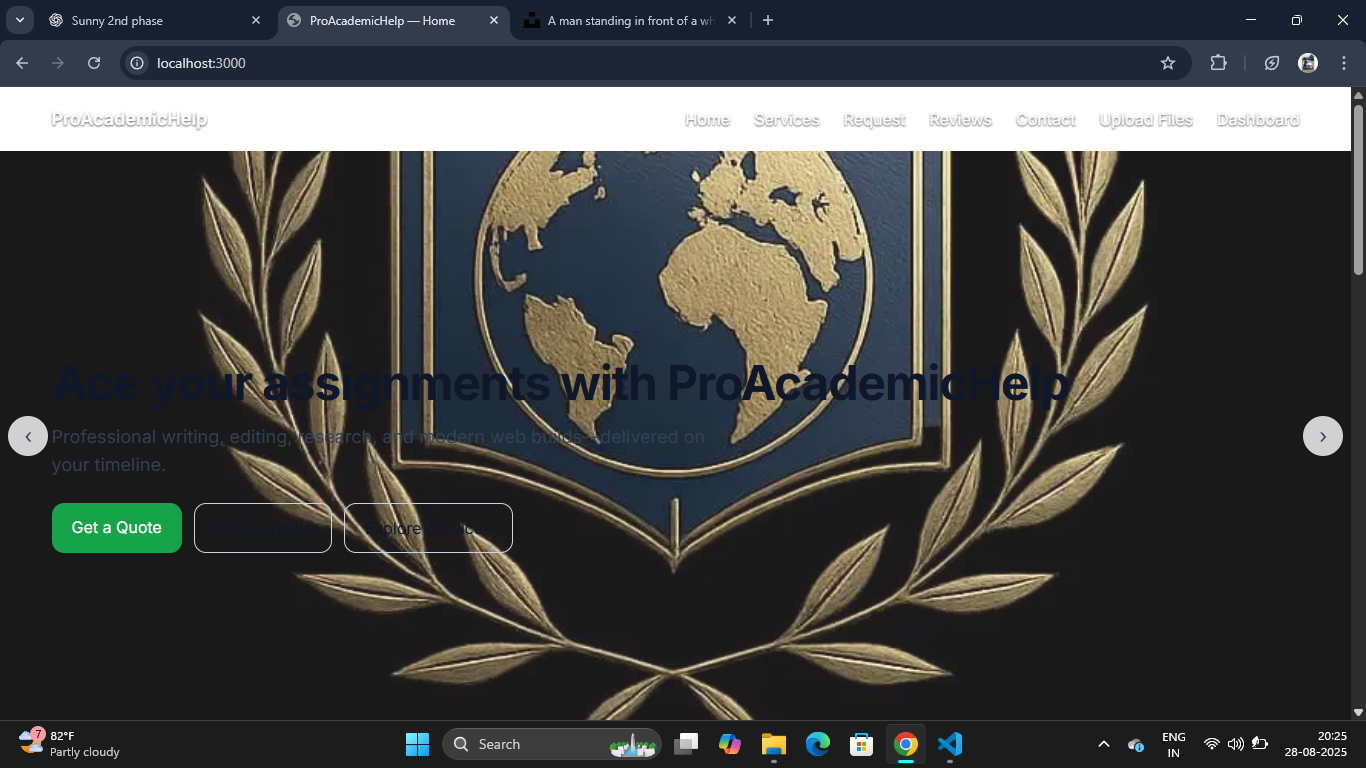 Sunny 2nd phase
ProAcademicHelp — Home
A man standing in front of a wh
localhost:3000
ProAcademicHelp
Home Services Request Reviews Contact Upload Files Dashboard
Ace your assignments with ProAcademicHelp
Professional writing, editing, research, and modern web builds—delivered on
your timeline.
Get a Quote
Explore
7
82°F
Partly cloudy
Search
ENG
IN
20:25
28-08-2025